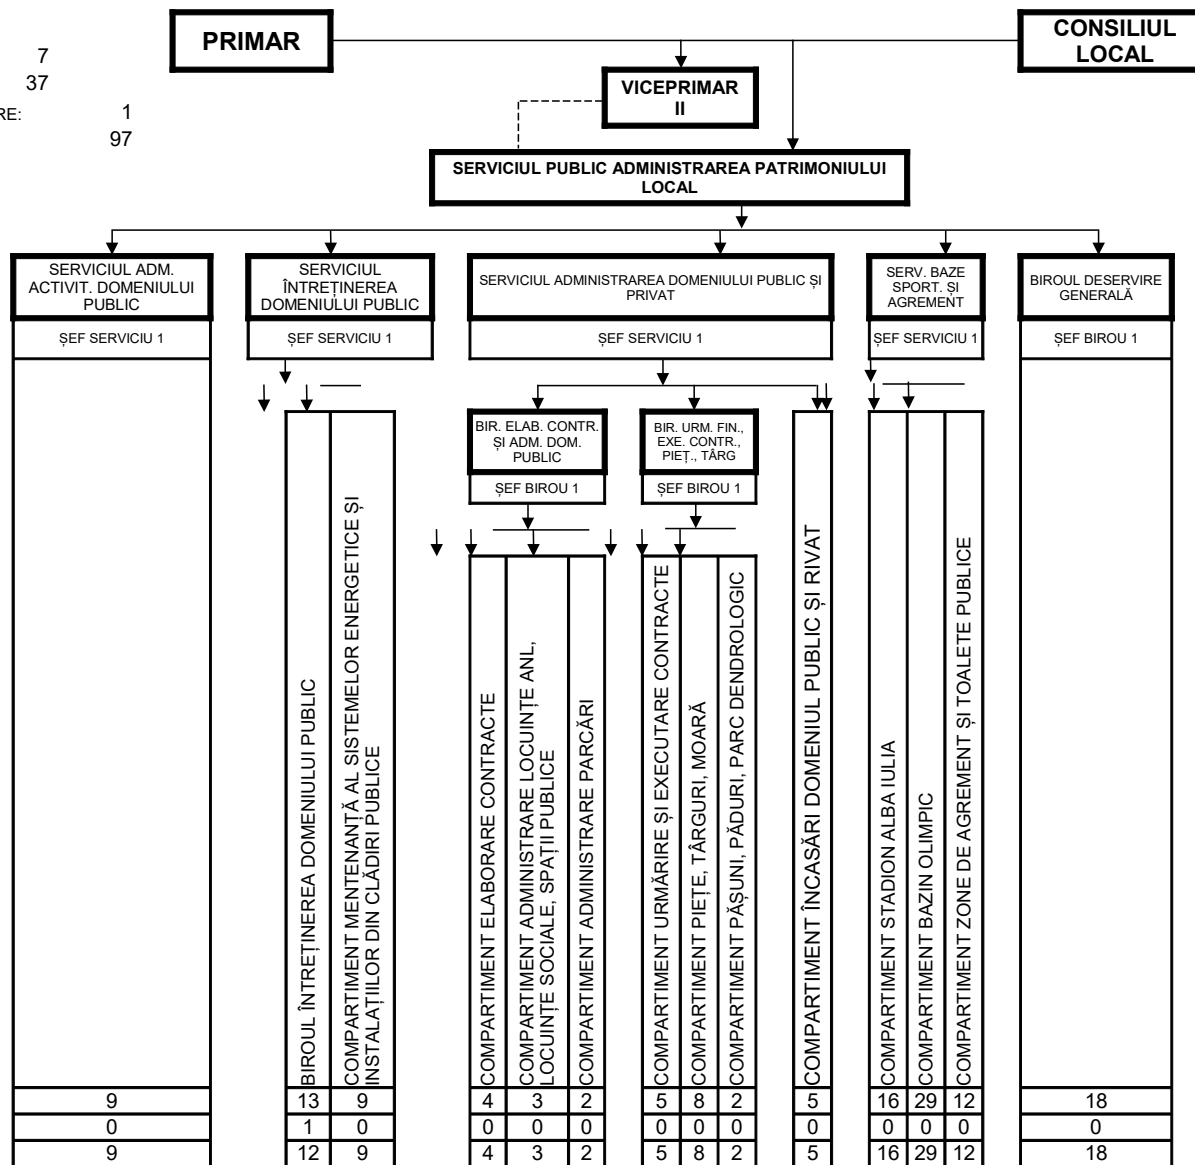 PRIMAR
CONSILIUL
LOCAL
7
37
RE: 1
97
VICEPRIMAR
II
SERVICIUL PUBLIC ADMINISTRAREA PATRIMONIULUI
LOCAL
SERVICIUL ADM.
ACTIVIT. DOMENIULUI
PUBLIC
ȘEF SERVICIU 1
SERVICIUL
ÎNTREȚINEREA
DOMENIULUI PUBLIC
ȘEF SERVICIU 1
SERVICIUL ADMINISTRAREA DOMENIULUI PUBLIC ȘI
PRIVAT
ȘEF SERVICIU 1
SERV. BAZE
SPORT. ȘI
AGREMENT
ȘEF SERVICIU 1
BIROUL DESERVIRE
GENERALĂ
ȘEF BIROU 1
BIR. ELAB. CONTR.
ȘI ADM. DOM.
PUBLIC
ȘEF BIROU 1
BIR. URM. FIN.,
EXE. CONTR.,
PIEȚ., TÂRG
ȘEF BIROU 1
BIROUL ÎNTREȚINEREA DOMENIULUI PUBLIC
COMPARTIMENT MENTENANȚĂ AL SISTEMELOR ENERGETICE ȘI
INSTALAȚIILOR DIN CLĂDIRI PUBLICE
COMPARTIMENT ELABORARE CONTRACTE
COMPARTIMENT ADMINISTRARE LOCUINȚE ANL,
LOCUINȚE SOCIALE, SPAȚII PUBLICE
COMPARTIMENT ADMINISTRARE PARCĂRI
COMPARTIMENT URMĂRIRE ȘI EXECUTARE CONTRACTE
COMPARTIMENT PIEȚE, TÂRGURI, MOARĂ
COMPARTIMENT PĂȘUNI, PĂDURI, PARC DENDROLOGIC
COMPARTIMENT ÎNCASĂRI DOMENIUL PUBLIC ȘI RIVAT
COMPARTIMENT STADION ALBA IULIA
COMPARTIMENT BAZIN OLIMPIC
COMPARTIMENT ZONE DE AGREMENT ȘI TOALETE PUBLICE
9 13 9 4 3 2 5 8 2 5 16 29 12 18
0 1 0 0 0 0 0 0 0 0 0 0 0 0
9 12 9 4 3 2 5 8 2 5 16 29 12 18